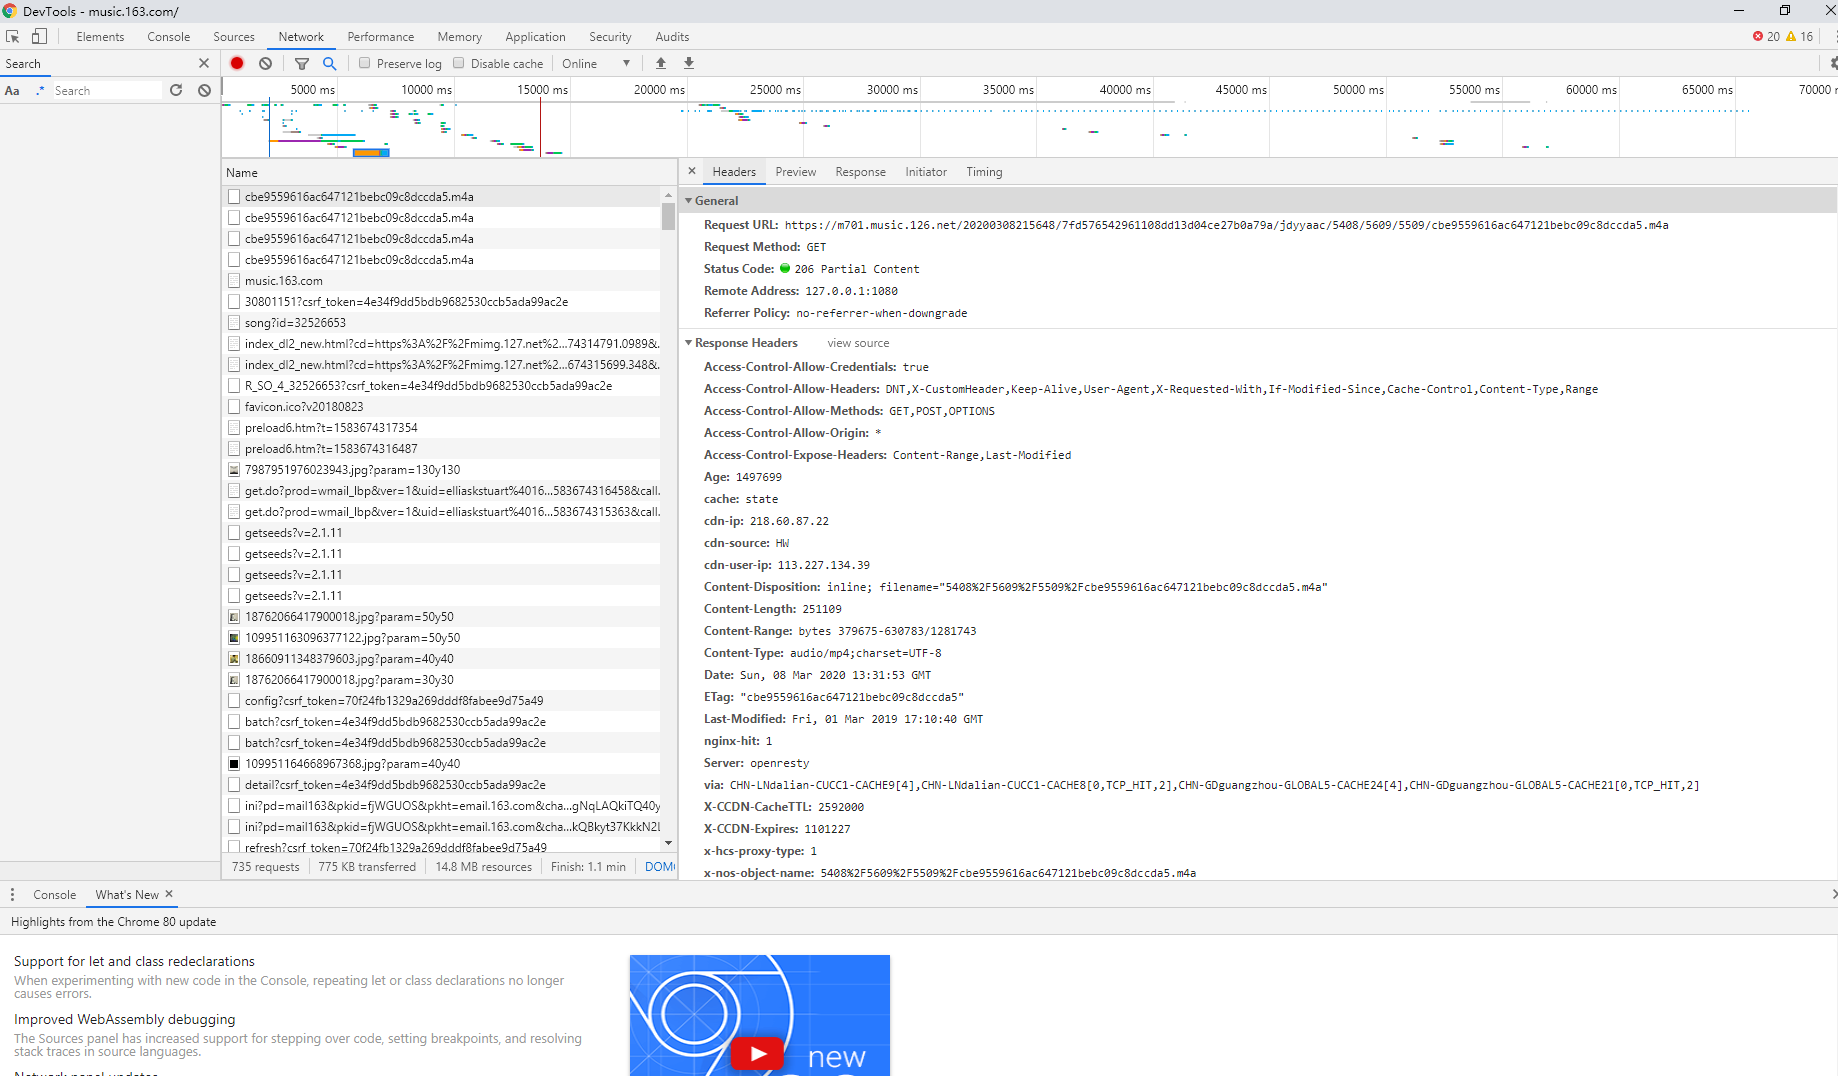 DevTools - music.163.com/
Elements Console Sources Network Performance Memory Application Security Audits 20 16
Search Preserve log Disable cache Online
Aa .* Search
5000 ms 10000 ms 15000 ms 20000 ms 25000 ms 30000 ms 35000 ms 40000 ms 45000 ms 50000 ms 55000 ms 60000 ms 65000 ms 70000 r
Name
cbe9559616ac647121bebc09c8dccda5.m4a
cbe9559616ac647121bebc09c8dccda5.m4a
cbe9559616ac647121bebc09c8dccda5.m4a
cbe9559616ac647121bebc09c8dccda5.m4a
music.163.com
30801151?csrf_token=4e34f9dd5bdb9682530ccb5ada99ac2e
song?id=32526653
index_dl2_new.html?cd=https%3A%2F%2Fmimg.127.net%2...74314791.0989&.
index_dl2_new.html?cd=https%3A%2F%2Fmimg.127.net%2...674315699.348&.
R_SO_4_32526653?csrf_token=4e34f9dd5bdb9682530ccb5ada99ac2e
favicon.ico?v20180823
preload6.htm?t=1583674317354
preload6.htm?t=1583674316487
7987951976023943.jpg?param=130y130
get.do?prod=wmail_lbp&ver=1&uid=elliaskstuart%4016...583674316458&call.
get.do?prod=wmail_lbp&ver=1&uid=elliaskstuart%4016...583674315363&call.
getseeds?v=2.1.11
getseeds?v=2.1.11
getseeds?v=2.1.11
getseeds?v=2.1.11
18762066417900018.jpg?param=50y50
109951163096377122.jpg?param=50y50
18660911348379603.jpg?param=40y40
18762066417900018.jpg?param=30y30
config?csrf_token=70f24fb1329a269dddf8fabee9d75a49
batch?csrf_token=4e34f9dd5bdb9682530ccb5ada99ac2e
batch?csrf_token=4e34f9dd5bdb9682530ccb5ada99ac2e
109951164668967368.jpg?param=40y40
detail?csrf_token=4e34f9dd5bdb9682530ccb5ada99ac2e
ini?pd=mail163&pkid=fjWGUOS&pkht=email.163.com&cha...gNqLAQkiTQ40y
ini?pd=mail163&pkid=fjWGUOS&pkht=email.163.com&cha...kQBkyt37KkkN2L
refresh?csrf_token=70f24fb1329a269dddf8fabee9d75a49
735 requests 775 KB transferred 14.8 MB resources Finish: 1.1 min DOMC
Headers Preview Response Initiator Timing
General
Request URL: https://m701.music.126.net/20200308215648/7fd576542961108dd13d04ce27b0a79a/jdyyaac/5408/5609/5509/cbe9559616ac647121bebc09c8dccda5.m4a
Request Method: GET
Status Code: 206 Partial Content
Remote Address: 127.0.0.1:1080
Referrer Policy: no-referrer-when-downgrade
Response Headers view source
Access-Control-Allow-Credentials: true
Access-Control-Allow-Headers: DNT,X-CustomHeader,Keep-Alive,User-Agent,X-Requested-With,If-Modified-Since,Cache-Control,Content-Type,Range
Access-Control-Allow-Methods: GET,POST,OPTIONS
Access-Control-Allow-Origin: *
Access-Control-Expose-Headers: Content-Range,Last-Modified
Age: 1497699
cache: state
cdn-ip: 218.60.87.22
cdn-source: HW
cdn-user-ip: 113.227.134.39
Content-Disposition: inline; filename="5408%2F5609%2F5509%2Fcbe9559616ac647121bebc09c8dccda5.m4a"
Content-Length: 251109
Content-Range: bytes 379675-630783/1281743
Content-Type: audio/mp4;charset=UTF-8
Date: Sun, 08 Mar 2020 13:31:53 GMT
ETag: "cbe9559616ac647121bebc09c8dccda5"
Last-Modified: Fri, 01 Mar 2019 17:10:40 GMT
nginx-hit: 1
Server: openresty
via: CHN-LNdalian-CUCC1-CACHE9[4],CHN-LNdalian-CUCC1-CACHE8[0,TCP_HIT,2],CHN-GDguangzhou-GLOBAL5-CACHE24[4],CHN-GDguangzhou-GLOBAL5-CACHE21[0,TCP_HIT,2]
X-CCDN-CacheTTL: 2592000
X-CCDN-Expires: 1101227
x-hcs-proxy-type: 1
x-nos-object-name: 5408%2F5609%2F5509%2Fcbe9559616ac647121bebc09c8dccda5.m4a
Console What's New
Highlights from the Chrome 80 update
Support for let and class redeclarations
When experimenting with new code in the Console, repeating let or class declarations no longer
causes errors.
Improved WebAssembly debugging
The Sources panel has increased support for stepping over code, setting breakpoints, and resolving
stack traces in source languages.
Network panel updates
new